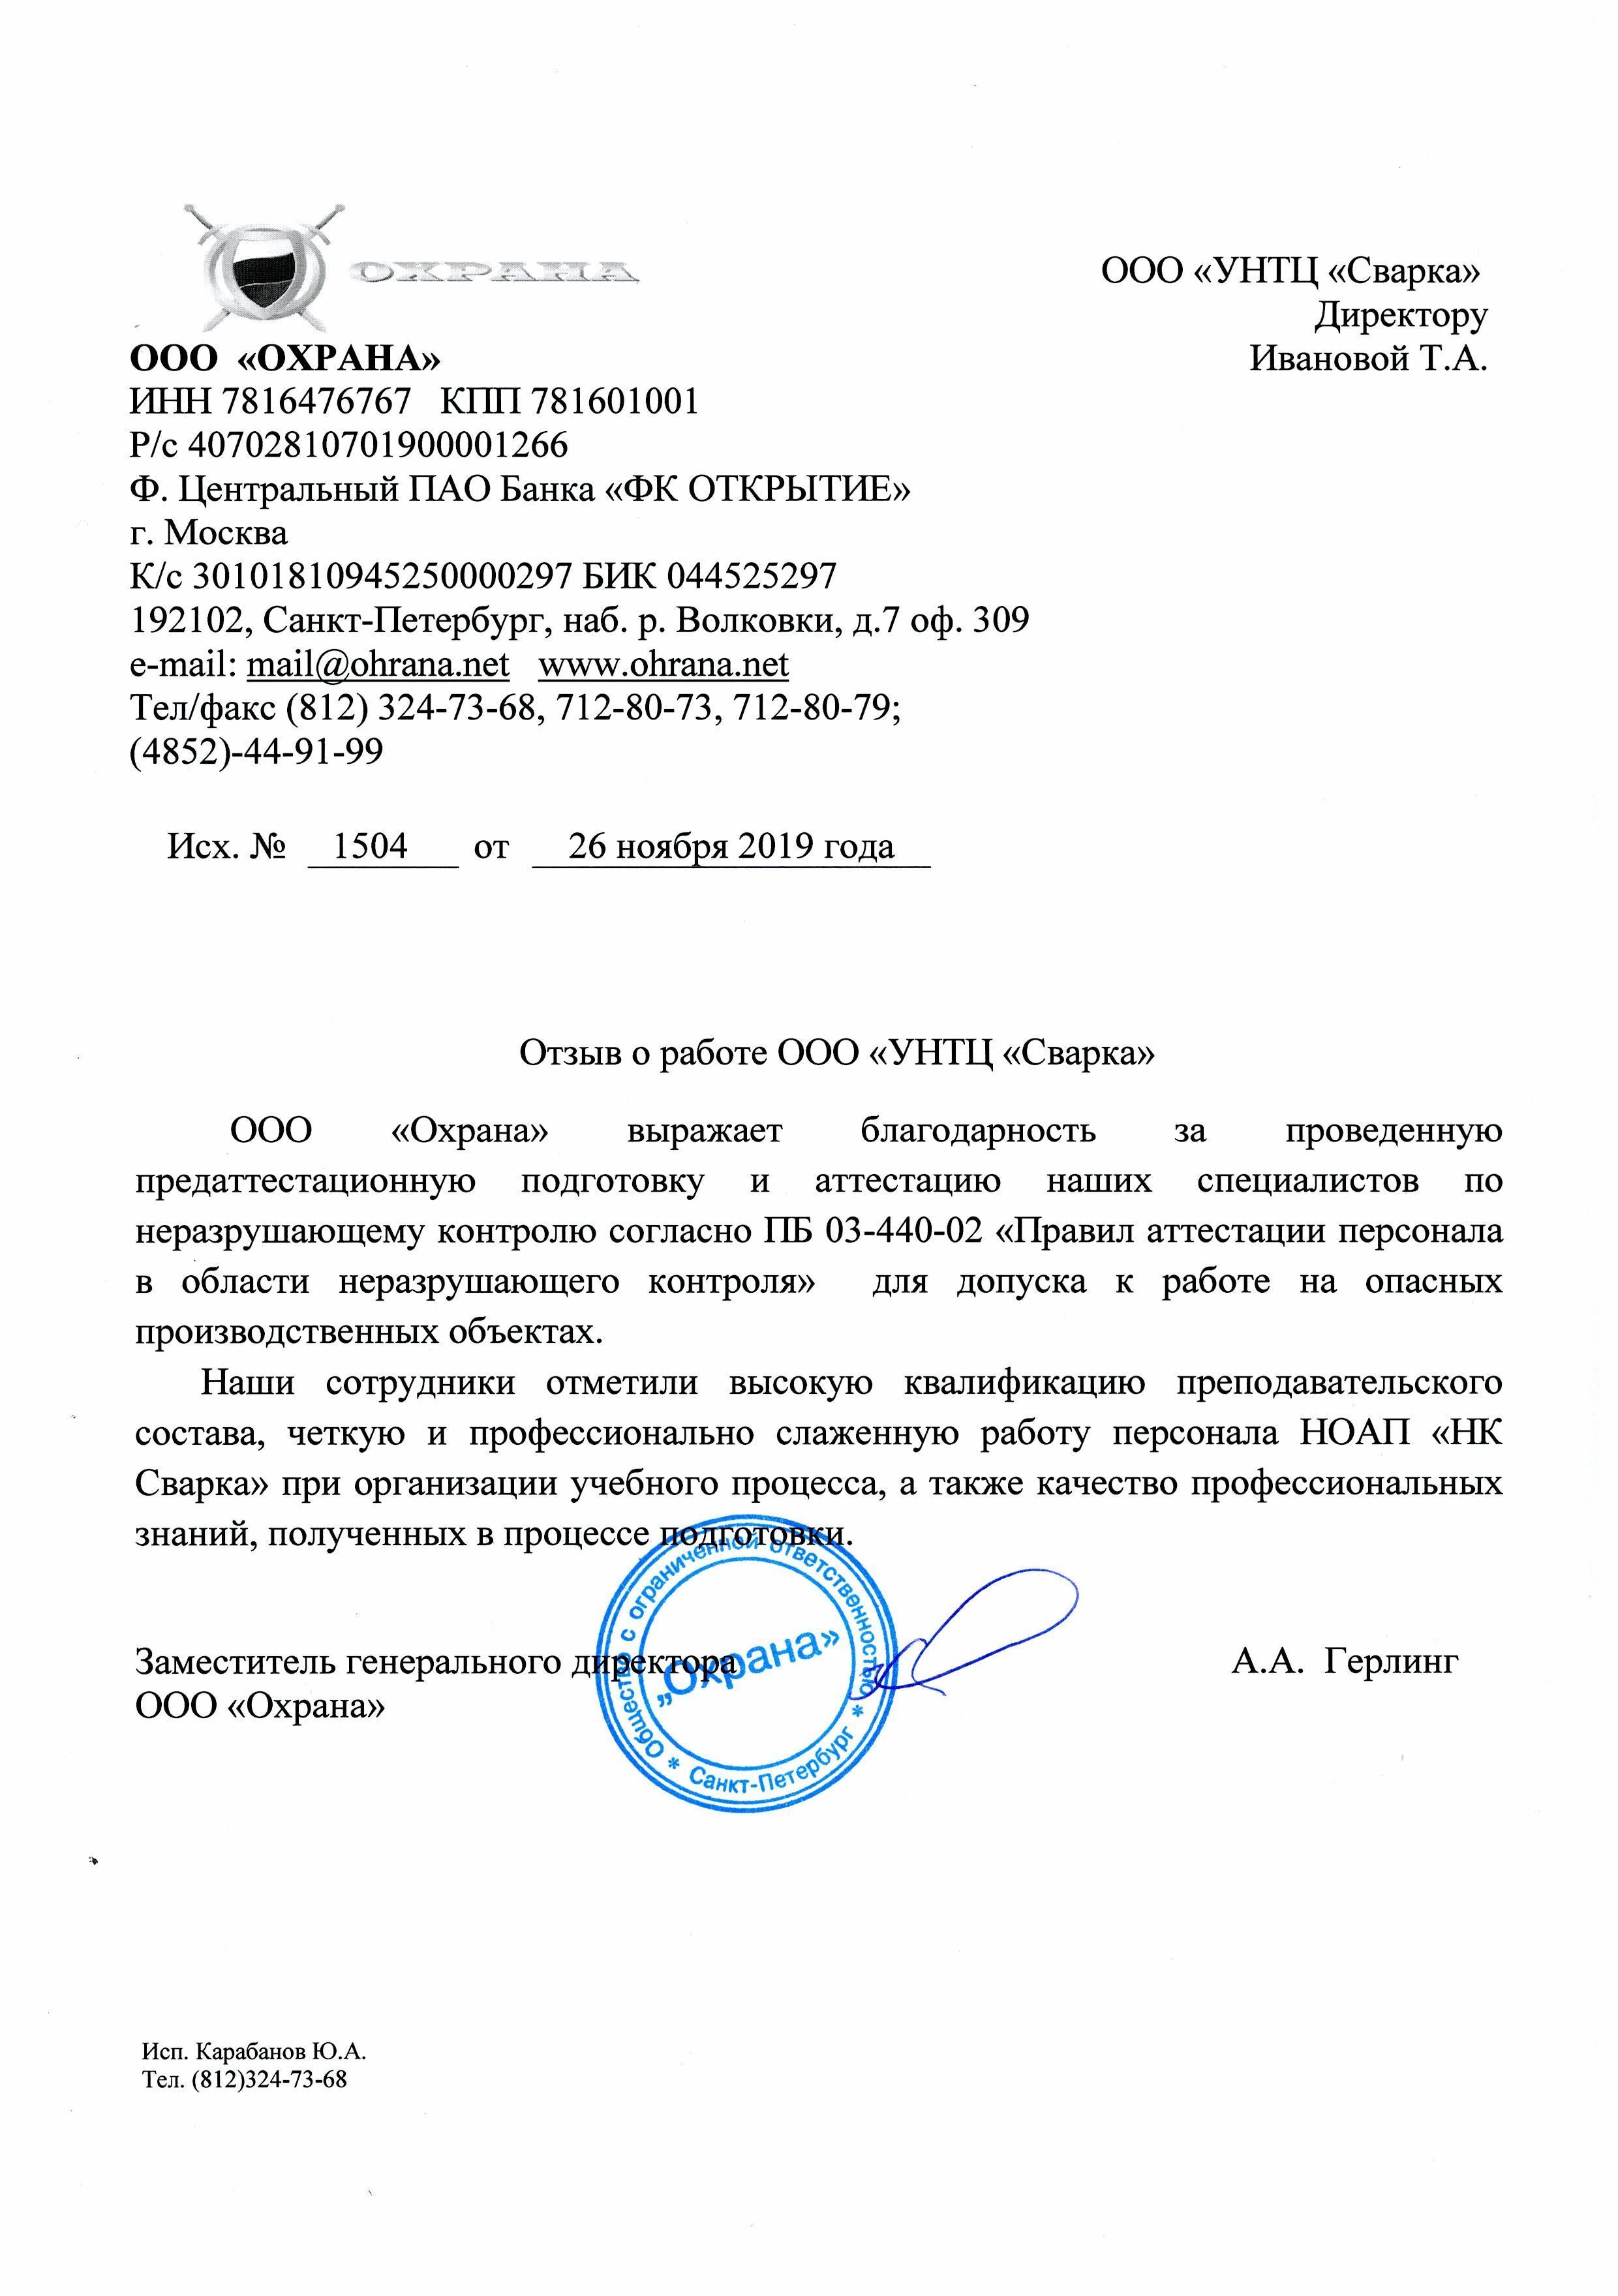 ОХРАНА
ООО «УНТЦ «Сварка»
Директору
Ивановой Т.А.
ООО «ОХРАНА»
ИНН 7816476767 КПП 781601001
Р/с 40702810701900001266
Ф. Центральный ПАО Банка «ФК ОТКРЫТИЕ»
г. Москва
К/с 30101810945250000297 БИК 044525297
192102, Санкт-Петербург, наб. р. Волковки, д.7 оф. 309
e-mail: mail@ohrana.net www.ohrana.net
Тел/факс (812) 324-73-68, 712-80-73, 712-80-79;
(4852)-44-91-99
Исх. № 1504 от 26 ноября 2019 года
Отзыв о работе ООО «УНТЦ «Сварка»
ООО «Охрана» выражает благодарность за проведенную
предаттестационную подготовку и аттестацию наших специалистов по
неразрушающему контролю согласно ПБ 03-440-02 «Правил аттестации персонала
в области неразрушающего контроля» для допуска к работе на опасных
производственных объектах.
Наши сотрудники отметили высокую квалификацию преподавательского
состава, четкую и профессионально слаженную работу персонала НОАП «НК
Сварка» при организации учебного процесса, а также качество профессиональных
знаний, полученных в процессе подготовки.
Заместитель генерального директора А.А. Герлинг
ООО «Охрана»
Общество с ограниченной ответственностью
„Охрана»
* Санкт-Петербург *
Исп. Карабанов Ю.А.
Тел. (812)324-73-68